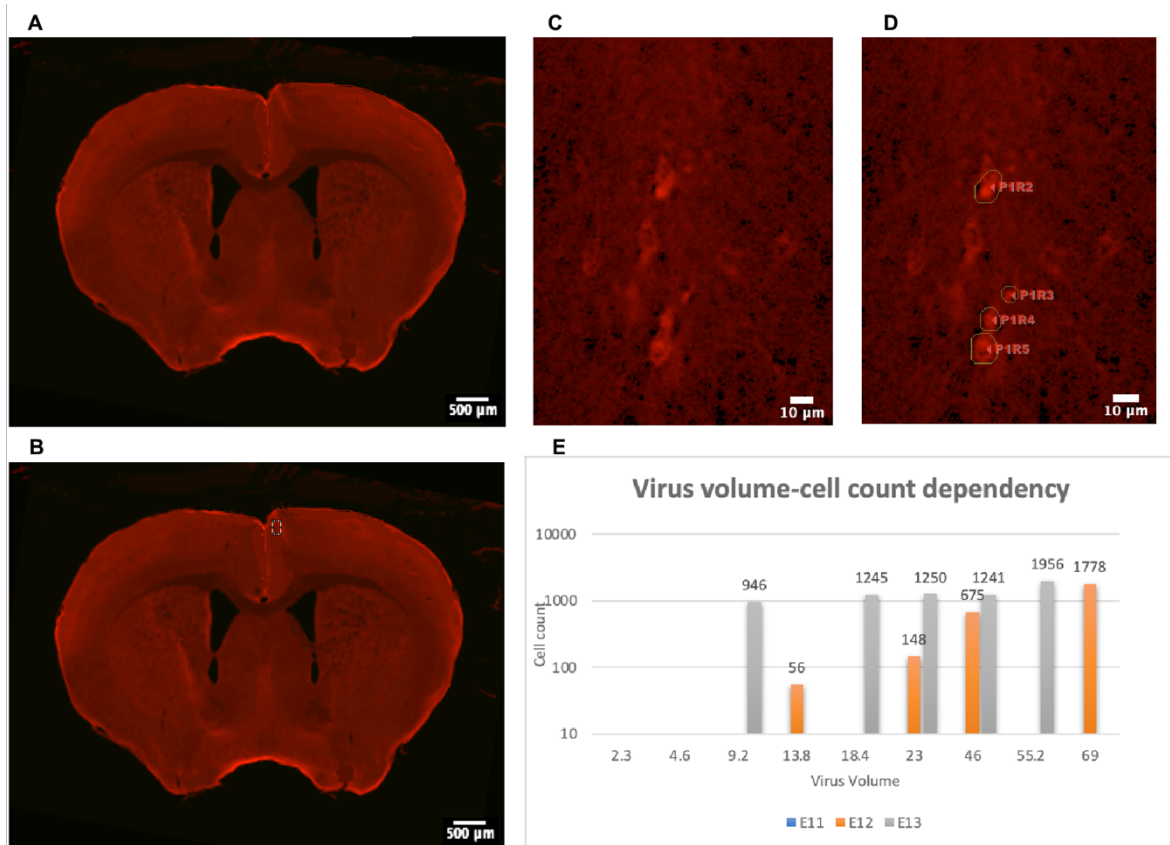 A
C
D
P1R2
P1R3
P1R4
P1R5
500 µm
10 µm
10 µm
B
E
500 µm
Virus volume-cell count dependency
10000
1000
100
10
Cell count
946
56
1245
148
1250
675
1241
1956
1778
2.3 4.6 9.2 13.8 18.4 23 46 55.2 69
Virus Volume
E11 E12 E13